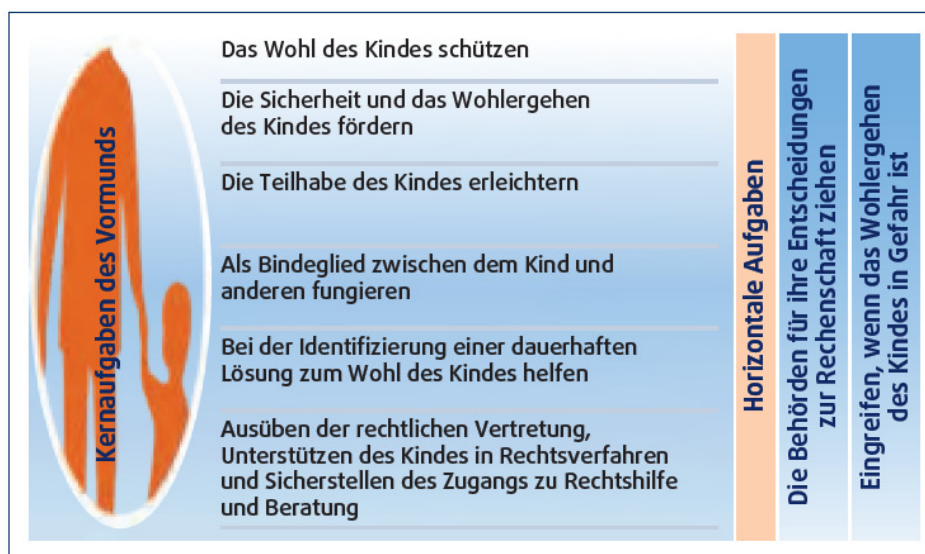 Kernaufgaben des Vormunds
Das Wohl des Kindes schützen
Die Sicherheit und das Wohlergehen
des Kindes fördern
Die Teilhabe des Kindes erleichtern
Als Bindeglied zwischen dem Kind und
anderen fungieren
Bei der Identifizierung einer dauerhaften
Lösung zum Wohl des Kindes helfen
Ausüben der rechtlichen Vertretung,
Unterstützen des Kindes in Rechtsverfahren
und Sicherstellen des Zugangs zu Rechtshilfe
und Beratung
Horizontale Aufgaben
Die Behörden für ihre Entscheidungen
zur Rechenschaft ziehen
Eingreifen, wenn das Wohlergehen
des Kindes in Gefahr ist